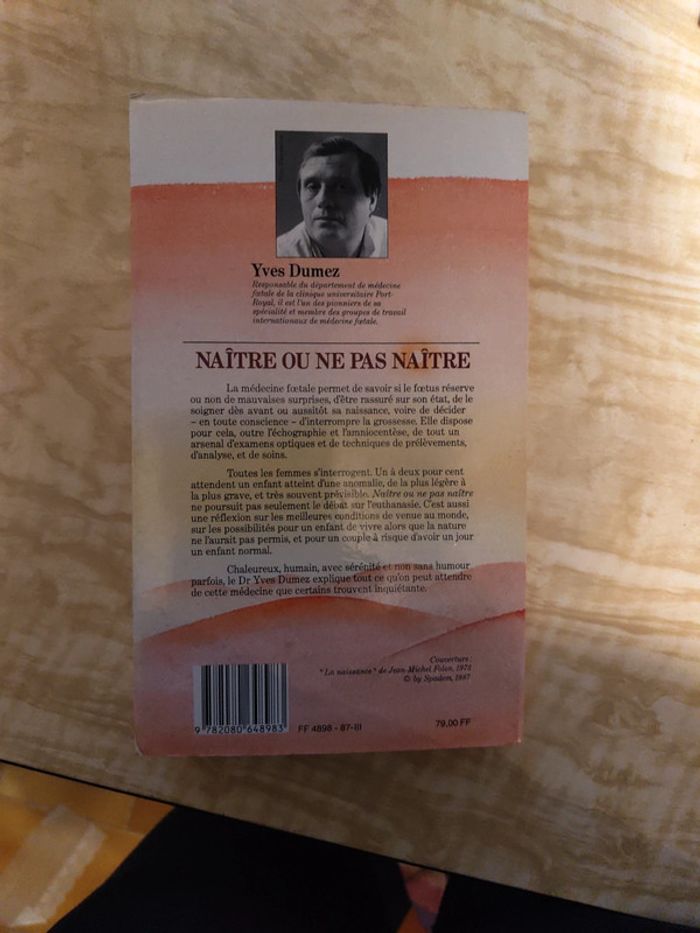 Yves Dumez
Responsable du département de médecine
fœtale de la clinique universitaire Port-
Royal, il est l'un des pionniers de sa
spécialité et membre des groupes de travail
internationaux de médecine fœtale.
NAÎTRE OU NE PAS NAÎTRE
La médecine fœtale permet de savoir si le fœtus réserve
ou non de mauvaises surprises, d'être rassuré sur son état, de le
soigner dès avant ou aussitôt sa naissance, voire de décider
– en toute conscience – d'interrompre la grossesse. Elle dispose
pour cela, outre l'échographie et l'amniocentèse, de tout un
arsenal d'examens optiques et de techniques de prélèvements,
d'analyse, et de soins.
Toutes les femmes s'interrogent. Un à deux pour cent
attendent un enfant atteint d'une anomalie, de la plus légère à
la plus grave, et très souvent prévisible. Naître ou ne pas naître
ne poursuit pas seulement le débat sur l'euthanasie. C'est aussi
une réflexion sur les meilleures conditions de venue au monde,
sur les possibilités pour un enfant de vivre alors que la nature
ne l'aurait pas permis, et pour un couple à risque d'avoir un jour
un enfant normal.
Chaleureux, humain, avec sérénité et non sans humour
parfois, le Dr Yves Dumez explique tout ce qu'on peut attendre
de cette médecine que certains trouvent inquiétante.
Couverture :
"La naissance" de Jean-Michel Folon, 1972
© by Spadem, 1987
9 782080 648983
FF 4898 - 87-III
79,00 FF